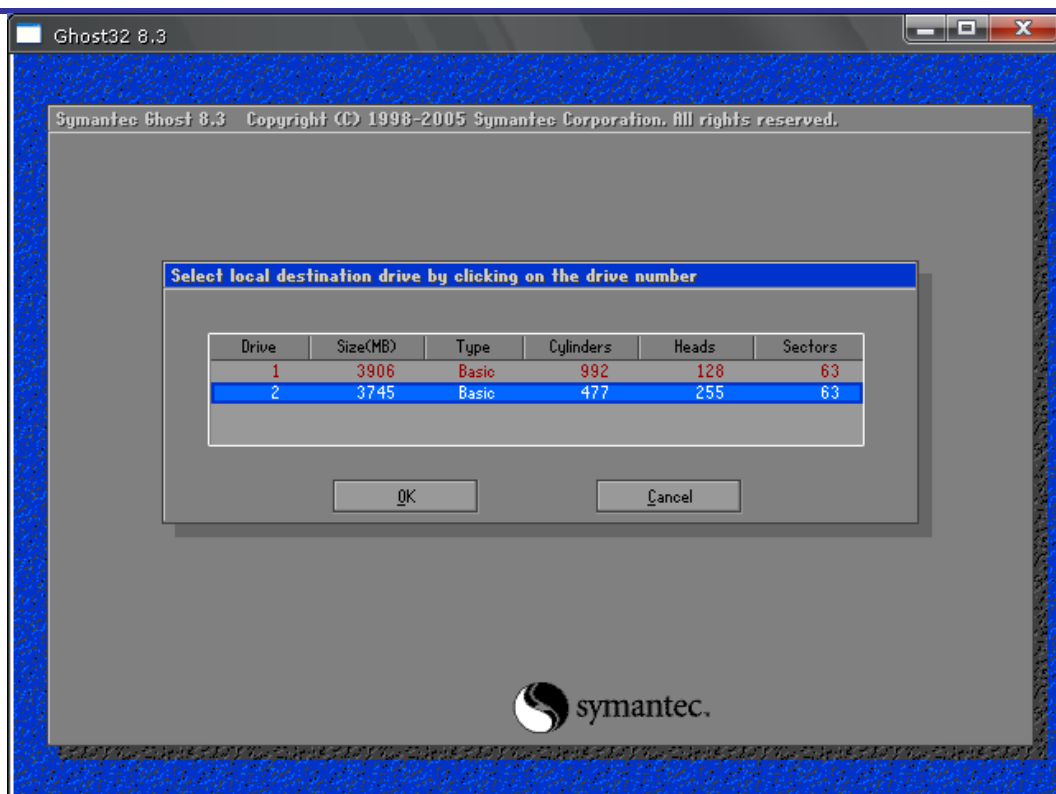 Ghost32 8.3
Symantec Ghost 8.3 Copyright (C) 1998-2005 Symantec Corporation. All rights reserved.
Select local destination drive by clicking on the drive number
Drive Size(MB) Type Cylinders Heads Sectors
1 3906 Basic 992 128 63
2 3745 Basic 477 255 63
OK Cancel
symantec.